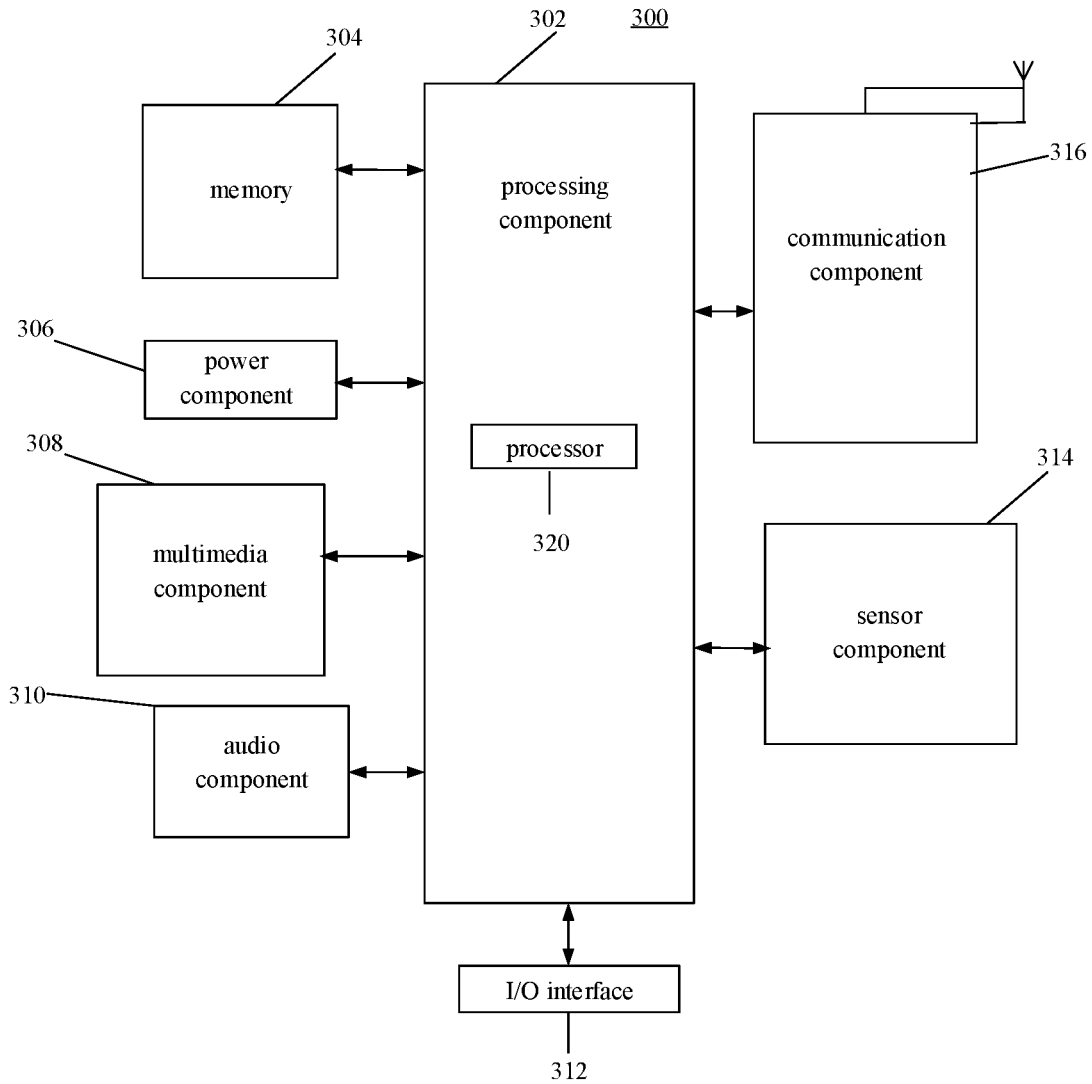 302
300
304
memory
processing
component
316
communication
component
306
power
component
308
processor
320
314
multimedia
component
sensor
component
310
audio
component
I/O interface
312